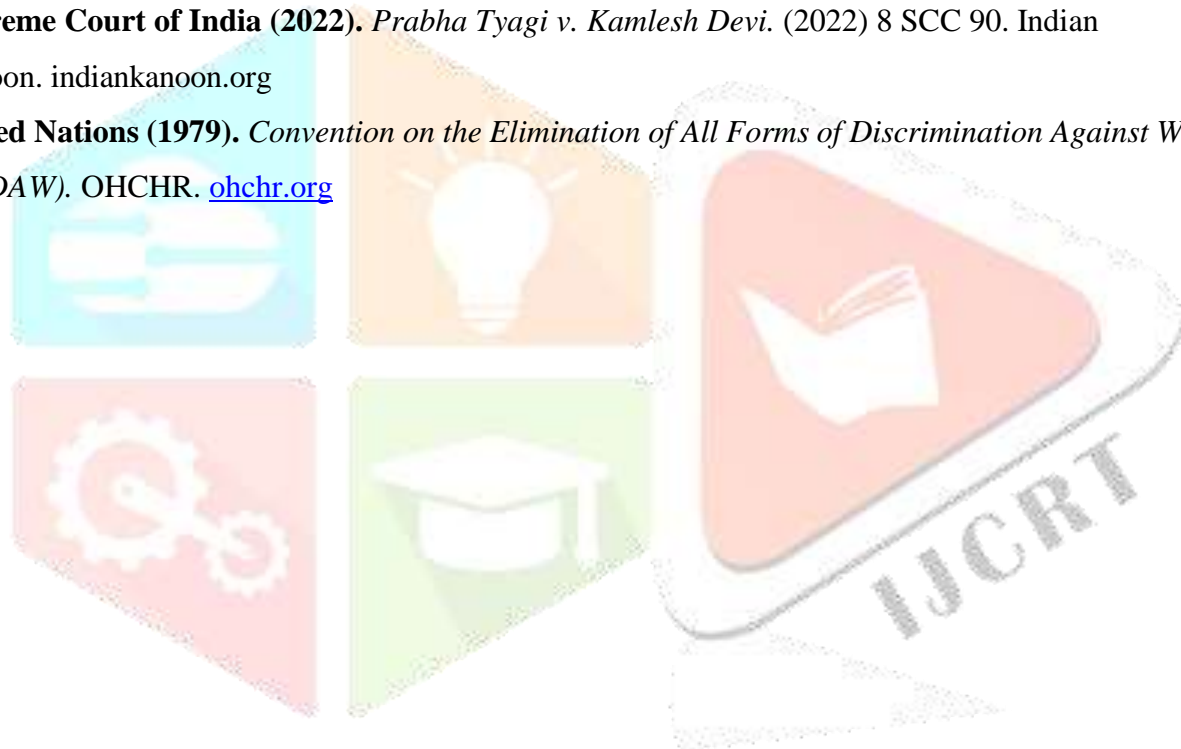 reme Court of India (2022). Prabha Tyagi v. Kamlesh Devi. (2022) 8 SCC 90. Indian
oon. indiankanoon.org
ed Nations (1979). Convention on the Elimination of All Forms of Discrimination Against W
DAW). OHCHR. ohchr.org
IJCRT